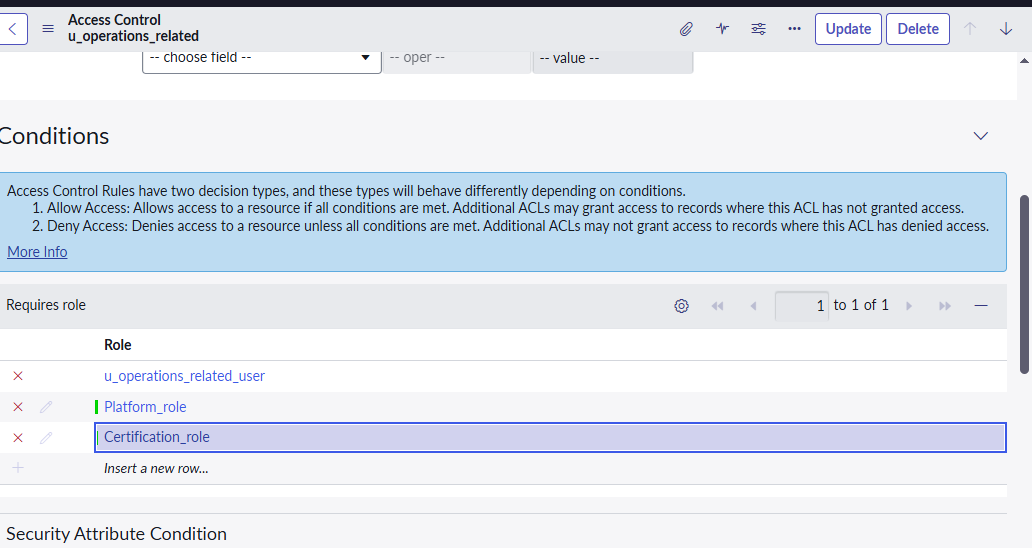 Access Control
u_operations_related
Update
Delete
-- choose field --
-- oper --
-- value --
Conditions
Access Control Rules have two decision types, and these types will behave differently depending on conditions.
1. Allow Access: Allows access to a resource if all conditions are met. Additional ACLs may grant access to records where this ACL has not granted access.
2. Deny Access: Denies access to a resource unless all conditions are met. Additional ACLs may not grant access to records where this ACL has denied access.
More Info
Requires role
1 to 1 of 1
Role
u_operations_related_user
Platform_role
Certification_role
Insert a new row...
Security Attribute Condition